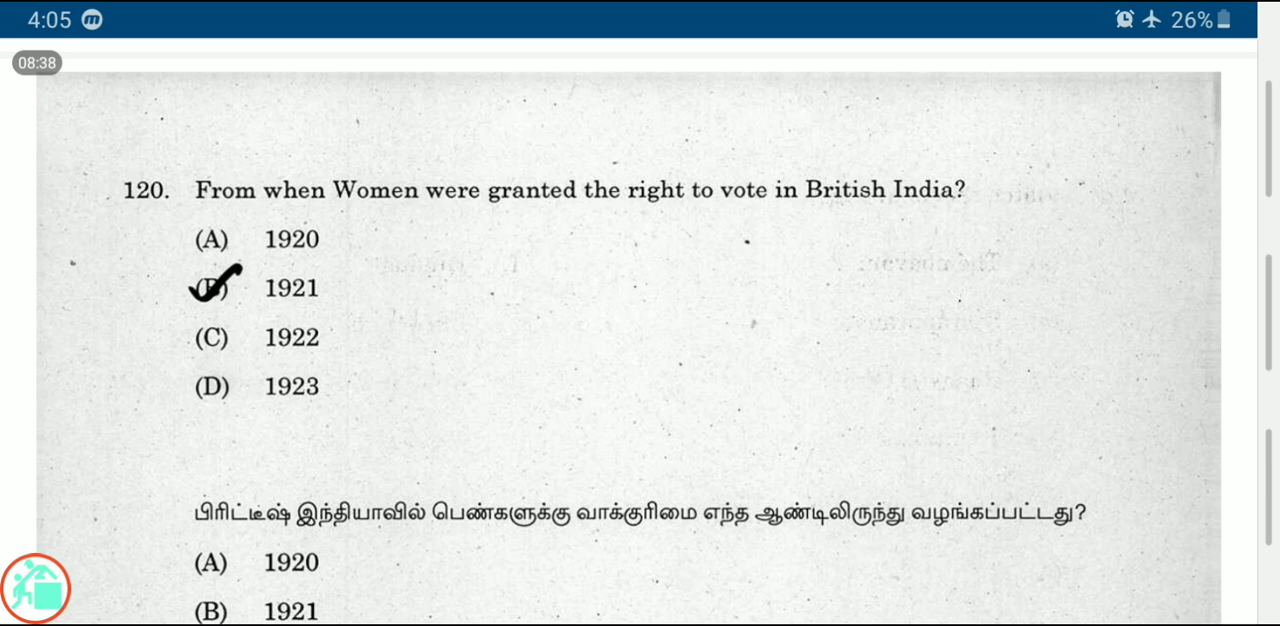 4:05
26%
08:38
120. From when Women were granted the right to vote in British India?
(A) 1920
(B) 1921
(C) 1922
(D) 1923
பிரிட்டீஷ் இந்தியாவில் பெண்களுக்கு வாக்குரிமை எந்த ஆண்டிலிருந்து வழங்கப்பட்டது?
(A) 1920
(B) 1921